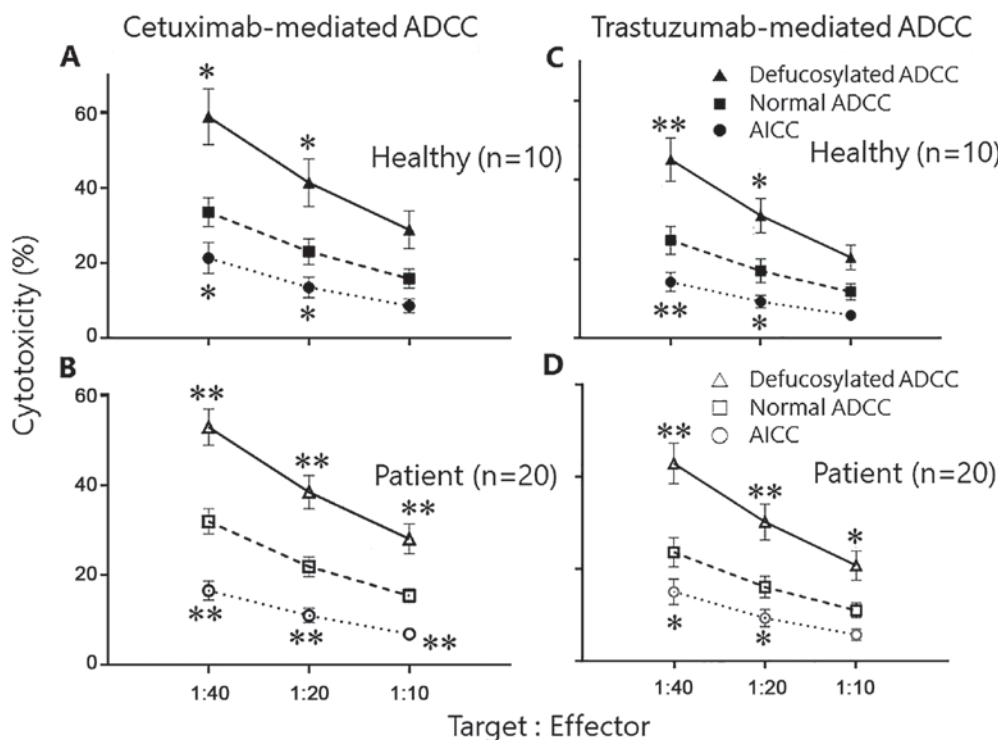 Cetuximab-mediated ADCC
Trastuzumab-mediated ADCC
A
*
*
Healthy (n=10)
*
*
60
40
20
0
C
Defucosylated ADCC
Normal ADCC
AICC
Healthy (n=10)
**
*
**
*
Cytotoxicity (%)
B
**
**
**
Patient (n=20)
**
**
**
60
40
20
0
1:40
1:20
1:10
D
Defucosylated ADCC
Normal ADCC
AICC
Patient (n=20)
**
**
*
*
*
1:40
1:20
1:10
Target : Effector